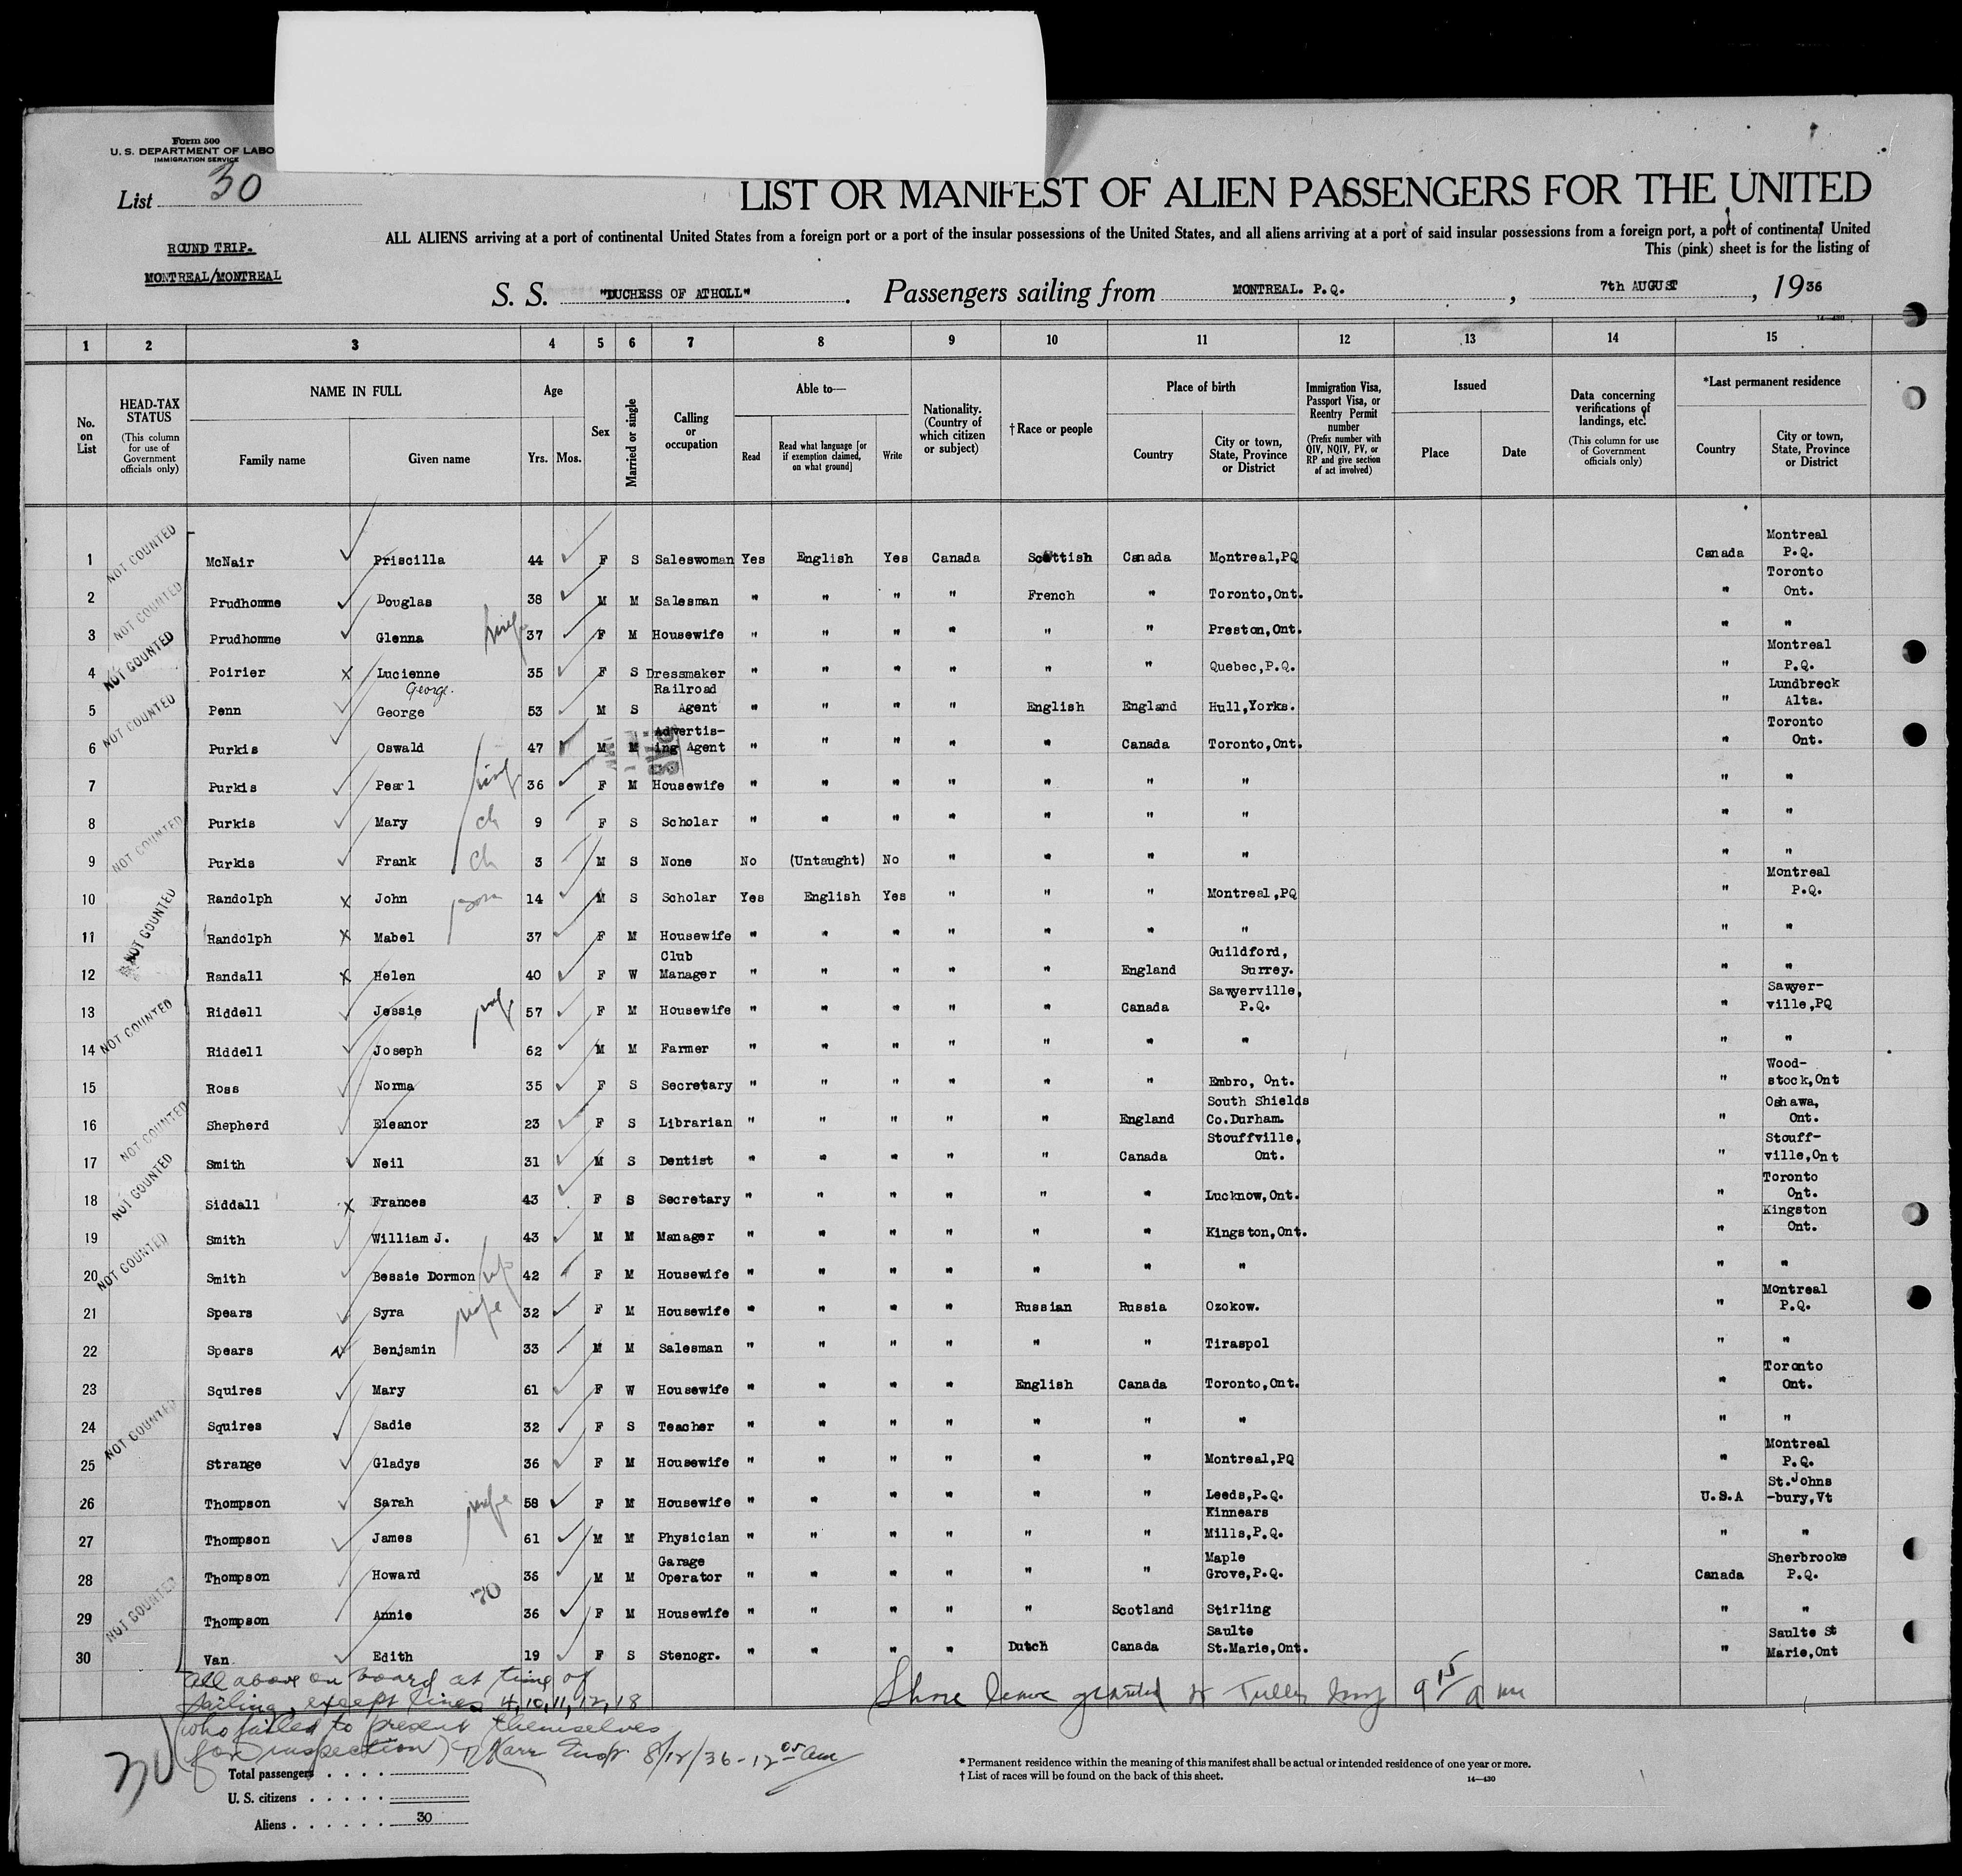 Form 500
U. S. DEPARTMENT OF LABO
IMMIGRATION SERVICE
List 30
LIST OR MANIFEST OF ALIEN PASSENGERS FOR THE UNITED
ROUND TRIP.
MONTREAL/MONTREAL
ALL ALIENS arriving at a port of continental United States from a foreign port or a port of the insular possessions of the United States, and all aliens arriving at a port of said insular possessions from a foreign port, a port of continental United
This (pink) sheet is for the listing of
S. S. "DUCHESS OF ATHOLL". Passengers sailing from MONTREAL. P.Q., 7th AUGUST, 1936
14—430
1 2 3 4 5 6 7 8 9 10 11 12 13 14 15
No. on List
HEAD-TAX STATUS (This column for use of Government officials only)
NAME IN FULL
Family name Given name
Age
Yrs. Mos.
Sex
Married or single
Calling or occupation
Able to—
Read
Read what language [or if exemption claimed, on what ground]
Write
Nationality. (Country of which citizen or subject)
†Race or people
Place of birth
Country
City or town, State, Province or District
Immigration Visa, Passport Visa, or Reentry Permit number (Prefix number with QIV, NQIV, PV, or RP and give section of act involved)
Issued
Place Date
Data concerning verifications of landings, etc. (This column for use of Government officials only)
*Last permanent residence
Country
City or town, State, Province or District
1 NOT COUNTED McNair Priscilla 44 F S Saleswoman Yes English Yes Canada Scottish Canada Montreal,PQ Canada Montreal P.Q.
2 NOT COUNTED Prudhomme Douglas 38 M M Salesman " " " " French " Toronto,Ont. " Toronto Ont.
3 NOT COUNTED Prudhomme Glenna wife 37 F M Housewife " " " " " " Preston,Ont. " "
4 Poirier x Lucienne 35 F S Dressmaker " " " " " " Quebec,P.Q. " Montreal P.Q.
George.
5 NOT COUNTED Penn George 53 M S Railroad Agent " " " " English England Hull,Yorks. " Lundbreck Alta.
6 Purkis Oswald 47 M M Advertis-ing Agent " " " " " Canada Toronto,Ont. " Toronto Ont.
7 Purkis Pearl wife 36 F M Housewife " " " " " " " " "
8 Purkis Mary ch 9 F S Scholar " " " " " " " " "
9 NOT COUNTED Purkis Frank ch 3 M S None No (Untaught) No " " " " " "
10 Randolph x John son 14 M S Scholar Yes English Yes " " " Montreal,PQ " Montreal P.Q.
11 NOT COUNTED Randolph x Mabel 37 F M Housewife " " " " " " " " "
12 Randall x Helen 40 F W Club Manager " " " " " England Guildford, Surrey. " "
13 Riddell Jessie wife 57 F M Housewife " " " " " Canada Sawyerville, P.Q. " Sawyer-ville,PQ
14 NOT COUNTED Riddell Joseph 62 M M Farmer " " " " " " " " "
15 Ross Norma 35 F S Secretary " " " " " " Embro, Ont. " Wood-stock,Ont
16 NOT COUNTED Shepherd Eleanor 23 F S Librarian " " " " " England South Shields Co.Durham. " Oshawa, Ont.
17 Smith Neil 31 M S Dentist " " " " " Canada Stouffville, Ont. " Stouff-ville,Ont
18 NOT COUNTED Siddall x Frances 43 F S Secretary " " " " " " Lucknow,Ont. " Toronto Ont.
19 Smith William J. 43 M M Manager " " " " " " Kingston,Ont. " Kingston Ont.
20 NOT COUNTED Smith Bessie Dormon 42 F M Housewife " " " " " " " " "
21 Spears Syra wife 32 F M Housewife " " " " Russian Russia Ozokow. " Montreal P.Q.
22 Spears Benjamin 33 M M Salesman " " " " " " Tiraspol " "
23 Squires Mary 61 F W Housewife " " " " English Canada Toronto,Ont. " Toronto Ont.
24 NOT COUNTED Squires Sadie 32 F S Teacher " " " " " " " " "
25 Strange Gladys 36 F M Housewife " " " " " " Montreal,PQ " Montreal P.Q.
26 Thompson Sarah wife 58 F M Housewife " " " " " " Leeds,P.Q. U.S.A St.Johns-bury,Vt
27 Thompson James 61 M M Physician " " " " " " Kinnears Mills,P.Q. " "
28 Thompson Howard 36 M M Garage Operator " " " " " " Maple Grove,P.Q. Canada Sherbrooke P.Q.
29 NOT COUNTED Thompson Annie 36 F M Housewife " " " " " Scotland Stirling " "
30 Van Edith 19 F S Stenogr. " " " " Dutch Canada Saulte St.Marie,Ont. " Saulte St Marie,Ont
All above on board at time of
sailing, except lines 4,10,11,12,18
(who failed to present themselves
for inspection) Karr Insp. 8/12/36 - 12 05 am
Shore leave granted 9 15 a m
Total passengers
U. S. citizens
Aliens 30
* Permanent residence within the meaning of this manifest shall be actual or intended residence of one year or more.
† List of races will be found on the back of this sheet.
14—430